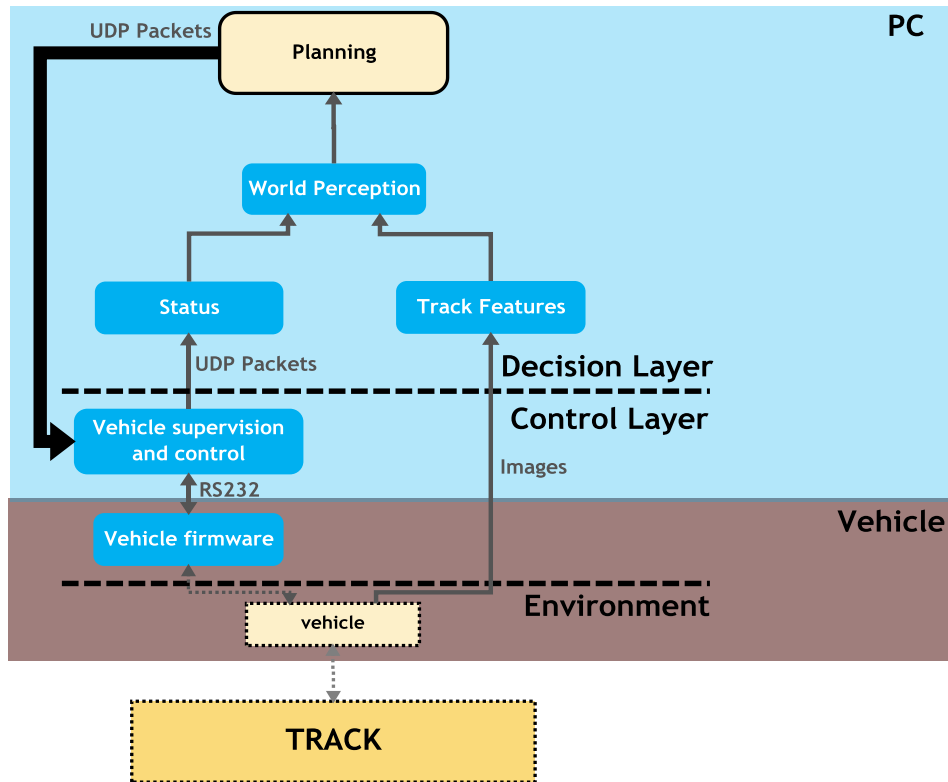 UDP Packets
PC
Planning
World Perception
Status
Track Features
UDP Packets
Decision Layer
Control Layer
Vehicle supervision
and control
Images
RS232
Vehicle
Vehicle firmware
Environment
vehicle
TRACK